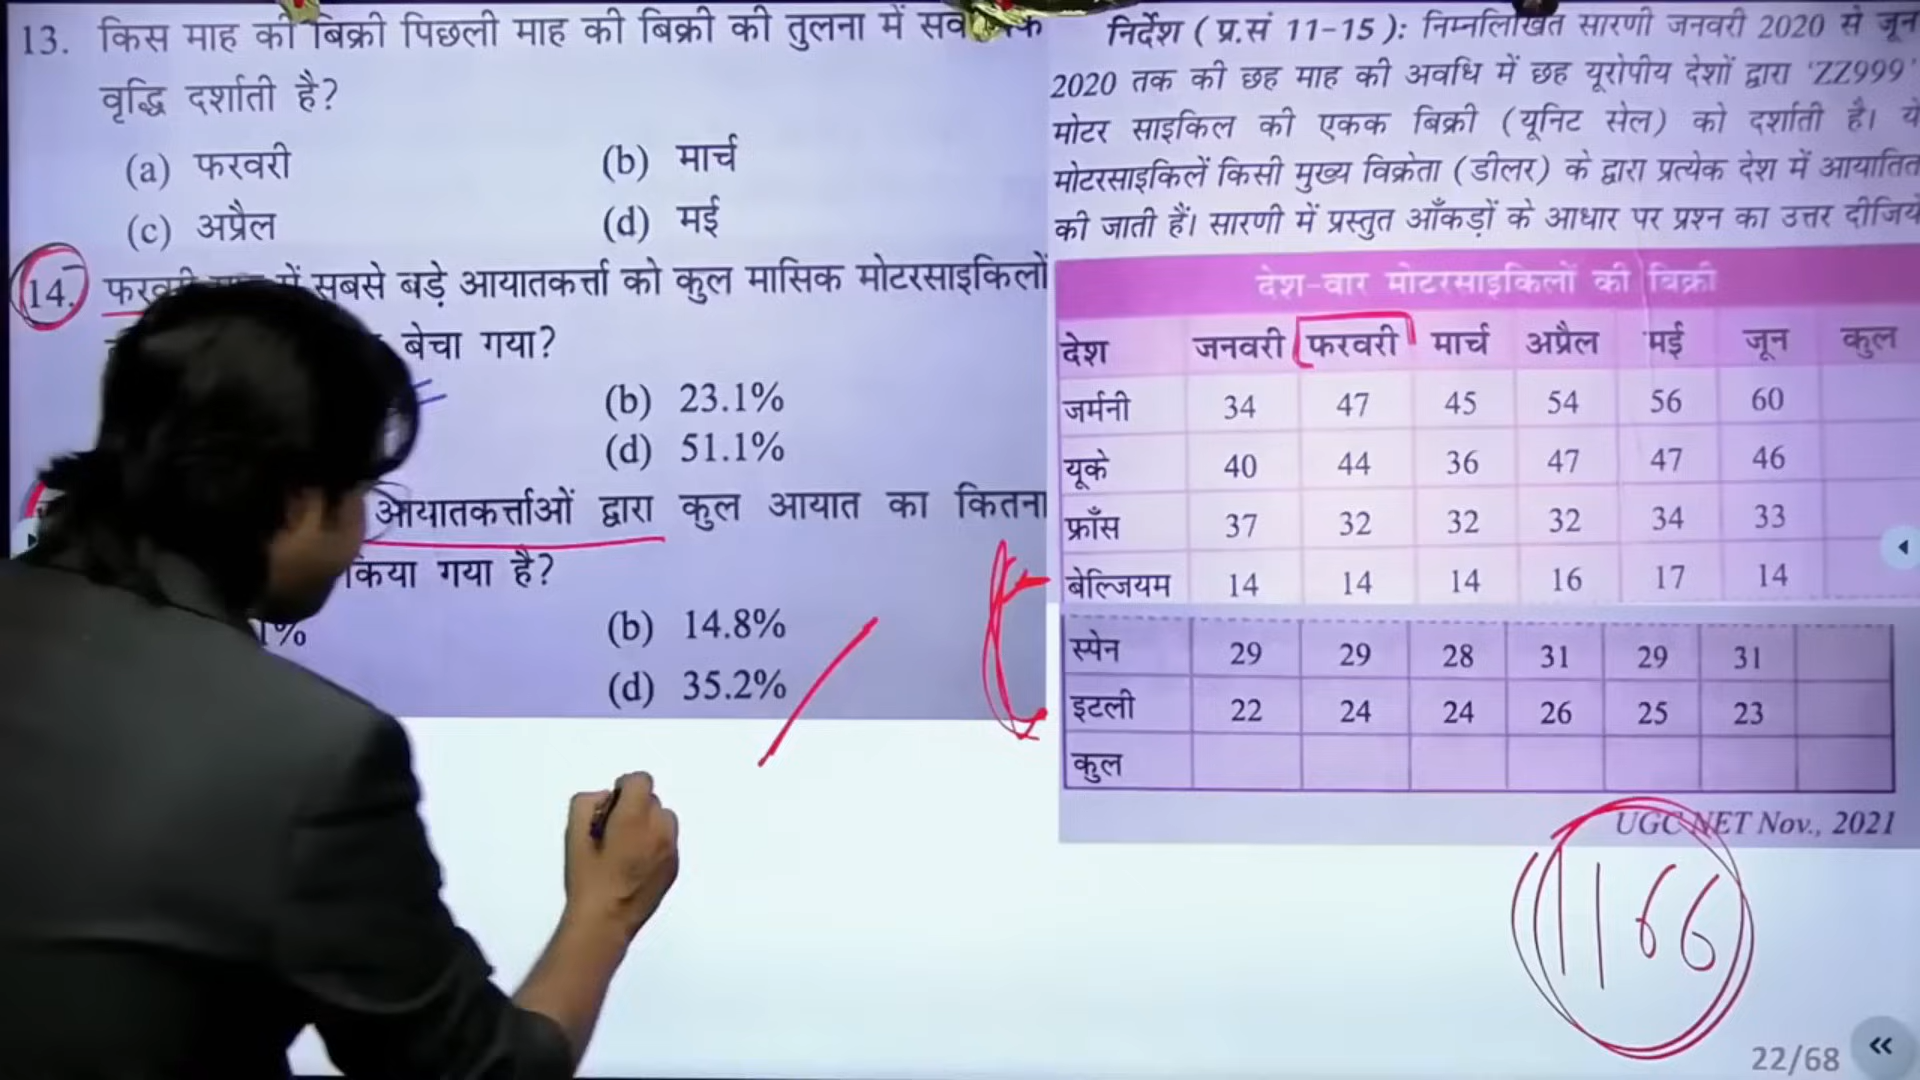 13. किस माह की बिक्री पिछली माह की बिक्री की तुलना में
वृद्धि दर्शाती है?
(a) फरवरी (b) मार्च
(c) अप्रैल (d) मई
14. में सबसे बड़े आयातकर्त्ता को कुल मासिक मोटरसाइकिलों
बेचा गया?
(b) 23.1%
(d) 51.1%
आयातकर्त्ताओं द्वारा कुल आयात का कितना
किया गया है?
1% (b) 14.8%
(d) 35.2%
निर्देश (प्र.सं 11-15): निम्नलिखित सारणी जनवरी 2020 से जून
2020 तक की छह माह की अवधि में छह यूरोपीय देशों द्वारा 'ZZ999'
मोटर साइकिल की एकक बिक्री (यूनिट सेल) को दर्शाती है। ये
मोटरसाइकिलें किसी मुख्य विक्रेता (डीलर) के द्वारा प्रत्येक देश में आयातित
की जाती हैं। सारणी में प्रस्तुत आँकड़ों के आधार पर प्रश्न का उत्तर दीजिये
देश-वार मोटरसाइकिलों की बिक्री
देश जनवरी फरवरी मार्च अप्रैल मई जून कुल
जर्मनी 34 47 45 54 56 60
यूके 40 44 36 47 47 46
फ्राँस 37 32 32 32 34 33
बेल्जियम 14 14 14 16 17 14
स्पेन 29 29 28 31 29 31
इटली 22 24 24 26 25 23
कुल
UGC NET Nov., 2021
1166
22/68